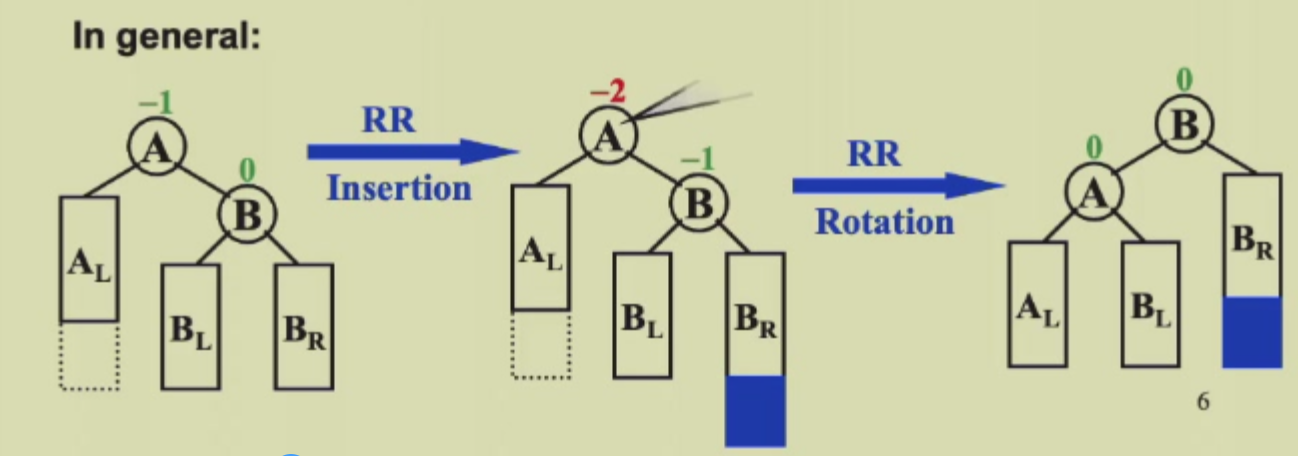 In general:
–1
A
0
B
A_L
B_L
B_R
RR
Insertion
–2
A
–1
B
A_L
B_L
B_R
RR
Rotation
0
B
0
A
B_R
A_L
B_L
6